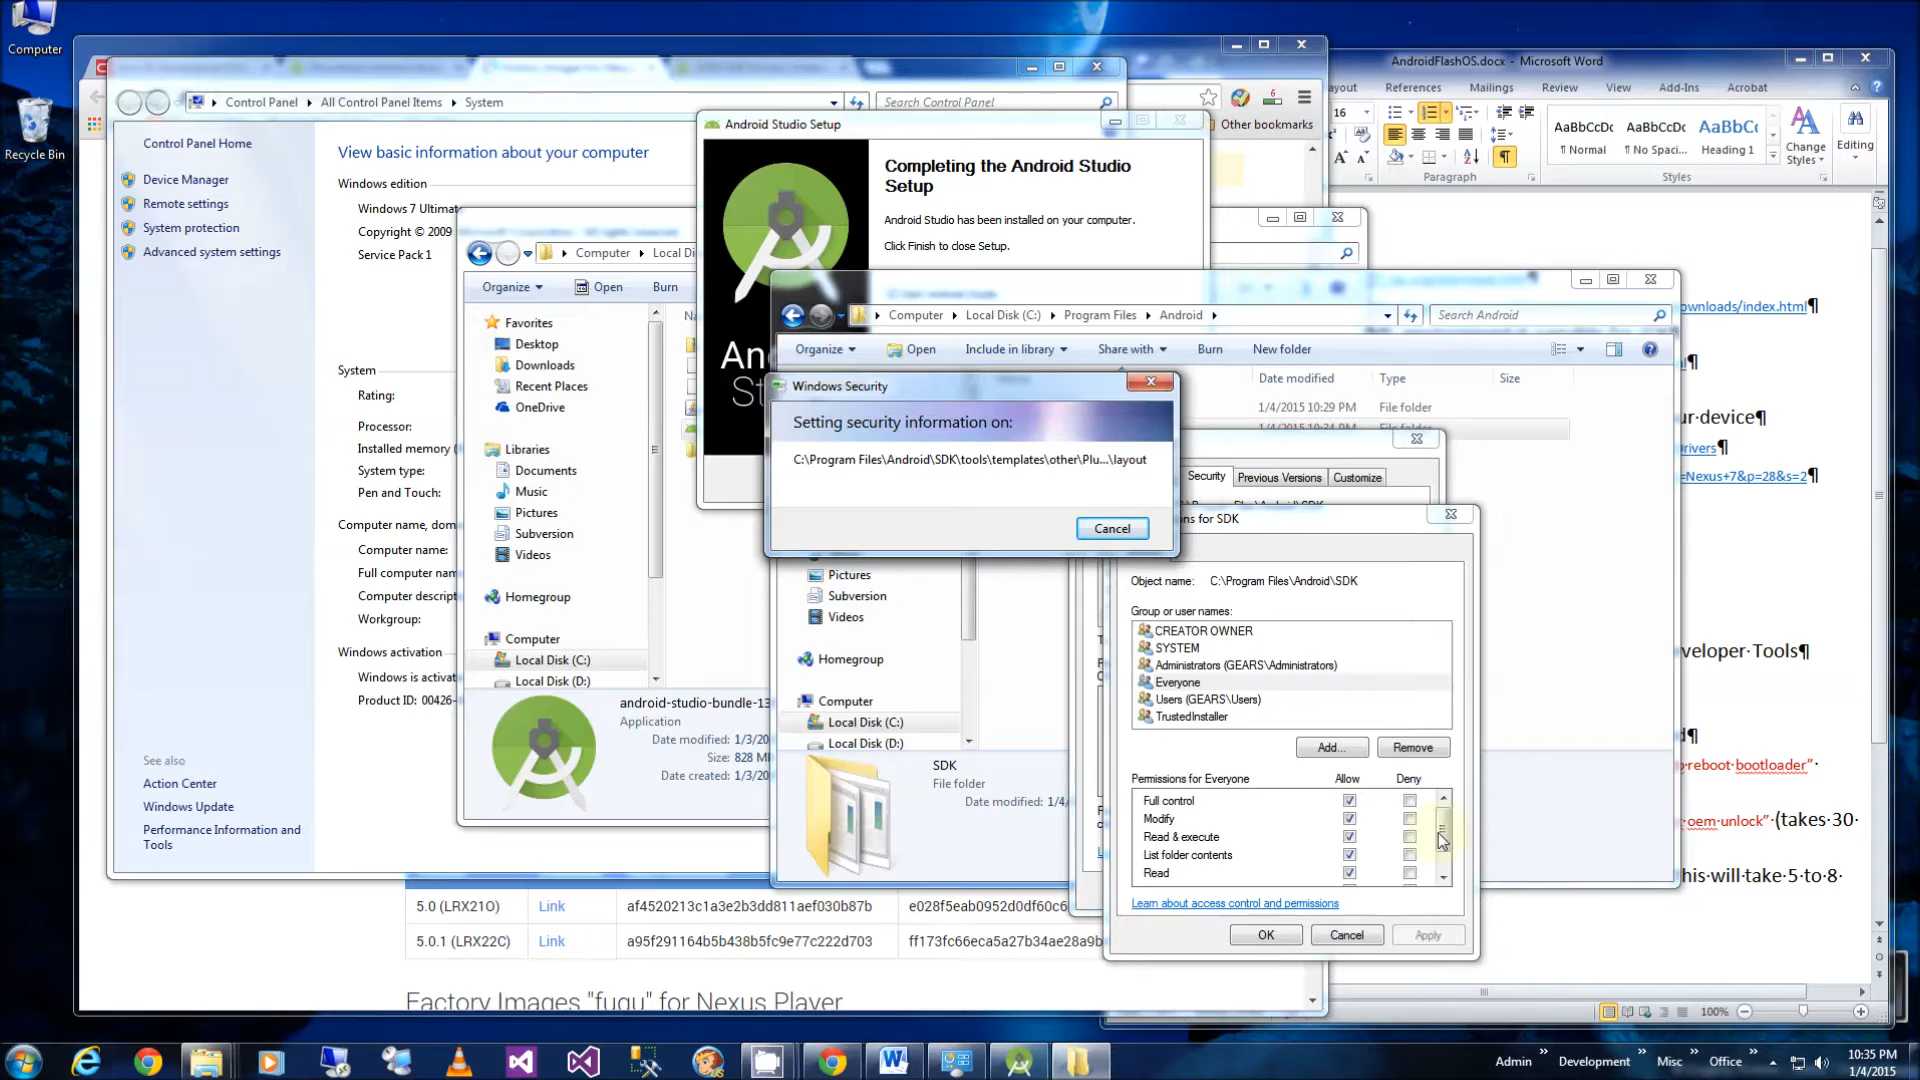 Computer
Recycle Bin
Control Panel
All Control Panel Items
System
Search Control Panel
Control Panel Home
Device Manager
Remote settings
System protection
Advanced system settings
See also
Action Center
Windows Update
Performance Information and
Tools
View basic information about your computer
Windows edition
Windows 7 Ultimat
Copyright © 2009
Service Pack 1
System
Rating:
Processor:
Installed memory (
System type:
Pen and Touch:
Computer name, dom
Computer name:
Full computer nam
Computer descript
Workgroup:
Windows activation
Windows is activat
Product ID: 00426-
Other bookmarks
6
Computer
Local Di
Organize
Open
Burn
Na
Favorites
Desktop
Downloads
Recent Places
OneDrive
Libraries
Documents
Music
Pictures
Subversion
Videos
Homegroup
Computer
Local Disk (C:)
Local Disk (D:)
android-studio-bundle-13
Application
Date modified: 1/3/20
Size: 828 M
Date created: 1/3/20
Android Studio Setup
Completing the Android Studio
Setup
Android Studio has been installed on your computer.
Click Finish to close Setup.
An
St
Computer
Local Disk (C:)
Program Files
Android
Search Android
Organize
Open
Include in library
Share with
Burn
New folder
Date modified
Type
Size
1/4/2015 10:29 PM
File folder
1/4/2015 10:34 PM
File folder
Pictures
Subversion
Videos
Homegroup
Computer
Local Disk (C:)
Local Disk (D:)
SDK
File folder
Date modified: 1/4/
Windows Security
Setting security information on:
C:\Program Files\Android\SDK\tools\templates\other\Plu...\layout
Cancel
Security
Previous Versions
Customize
ns for SDK
Object name: C:\Program Files\Android\SDK
Group or user names:
CREATOR OWNER
SYSTEM
Administrators (GEARS\Administrators)
Everyone
Users (GEARS\Users)
TrustedInstaller
Add...
Remove
Permissions for Everyone
Allow
Deny
Full control
Modify
Read & execute
List folder contents
Read
Learn about access control and permissions
OK
Cancel
Apply
5.0 (LRX21O)
Link
af4520213c1a3e2b3dd811aef030b87b
e028f5eab0952d0df60c6
5.0.1 (LRX22C)
Link
a95f291164b5b438b5fc9e77c222d703
ff173fc66eca5a27b34ae28a9b
Factory Images "fugu" for Nexus Player
AndroidFlashOS.docx - Microsoft Word
ayout
References
Mailings
Review
View
Add-Ins
Acrobat
16
Paragraph
AaBbCcDc
¶ Normal
AaBbCcDc
¶ No Spaci...
AaBbCc
Heading 1
Change
Styles
Editing
Styles
ownloads/index.html¶
¶
ur·device¶
Drivers¶
=Nexus+7&p=28&s=2¶
veloper·Tools¶
d¶
reboot·bootloader”·
oem·unlock”·(takes·30·
his·will·take·5·to·8·
100%
Admin
Development
Misc
Office
10:35 PM
1/4/2015